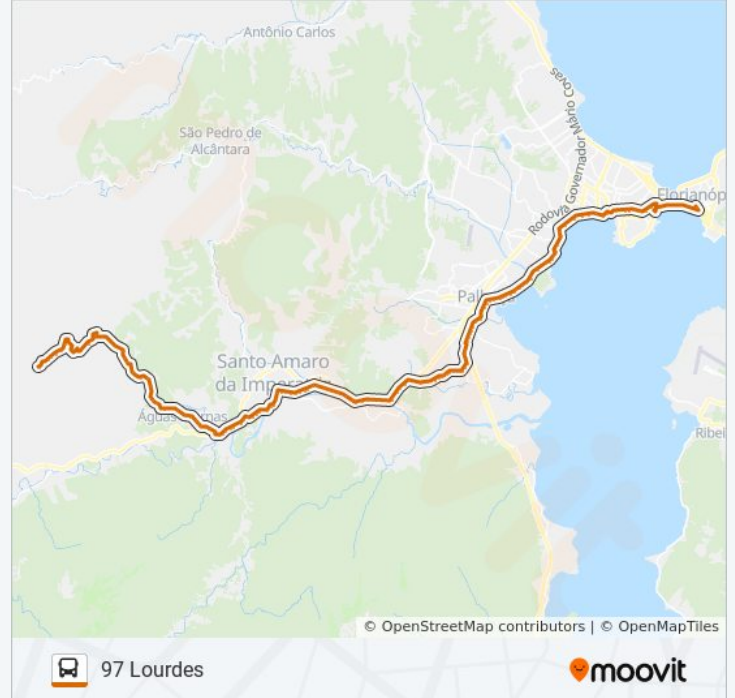 Antônio Carlos
São Pedro de
Alcântara
Rodovia Governador Mário Covas
Florianóp
Palhoça
Santo Amaro
da Imperatriz
Águas Mornas
Ribei
© OpenStreetMap contributors | © OpenMapTiles
97 Lourdes
moovit